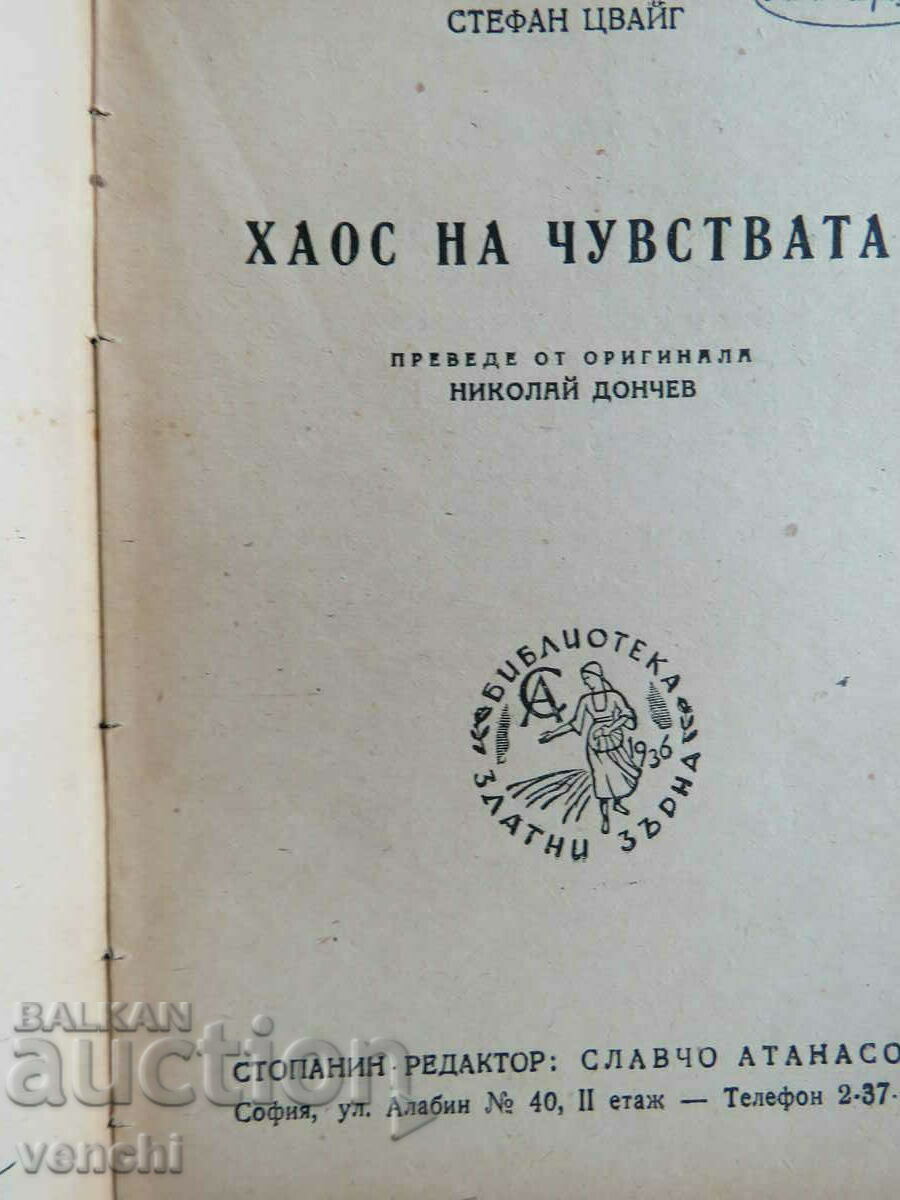 СТЕФАН ЦВАЙГ
ХАОС НА ЧУВСТВАТА
ПРЕВЕДЕ ОТ ОРИГИНАЛА
НИКОЛАЙ ДОНЧЕВ
БИБЛИОТЕКА
СА
1936
ЗЛАТНИ ЗЪРНА
СТОПАНИН РЕДАКТОР: СЛАВЧО АТАНАСО
София, ул. Алабин № 40, II етаж — Телефон 2-37-
BALKAN
auction
venchi